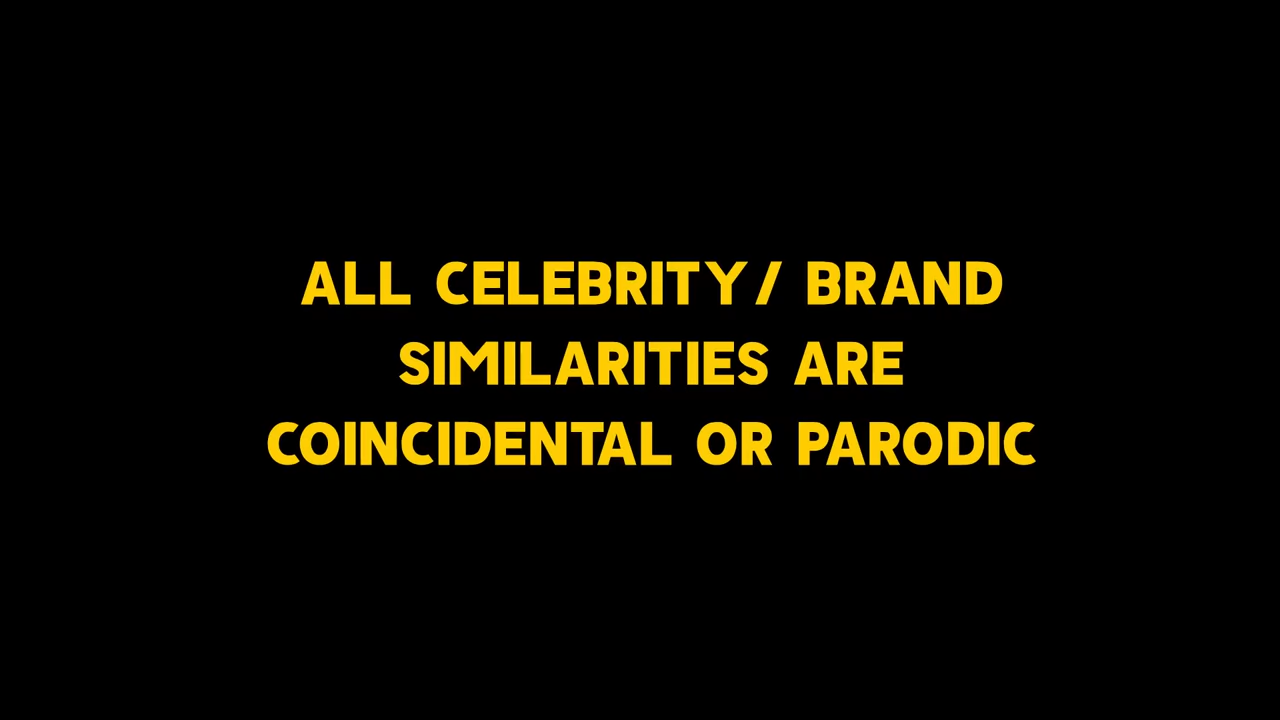 ALL CELEBRITY/ BRAND
SIMILARITIES ARE
COINCIDENTAL OR PARODIC